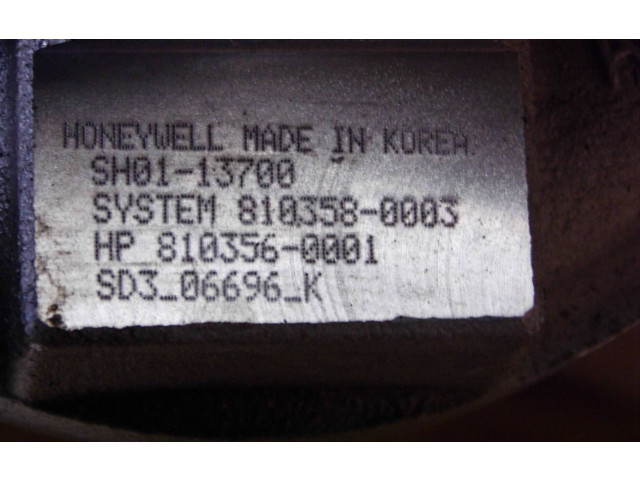 HONEYWELL MADE IN KOREA
SH01-13700
SYSTEM 810358-0003
HP 810356-0001
SD3_06696_K